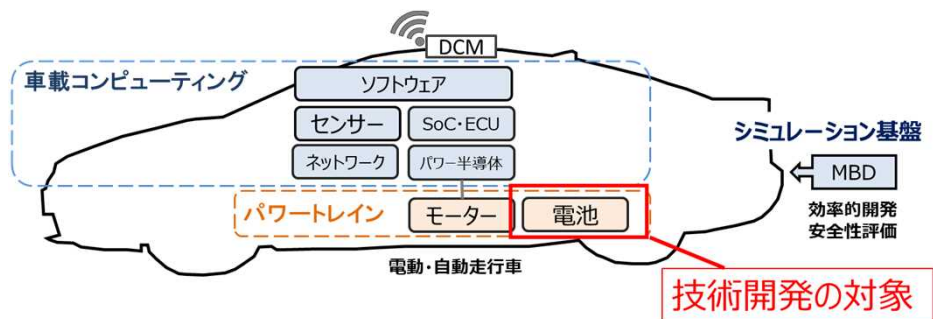 DCM
車載コンピューティング
ソフトウェア
センサー
SoC・ECU
ネットワーク
パワー半導体
シミュレーション基盤
MBD
効率的開発
安全性評価
パワートレイン
モーター
電池
電動・自動走行車
技術開発の対象